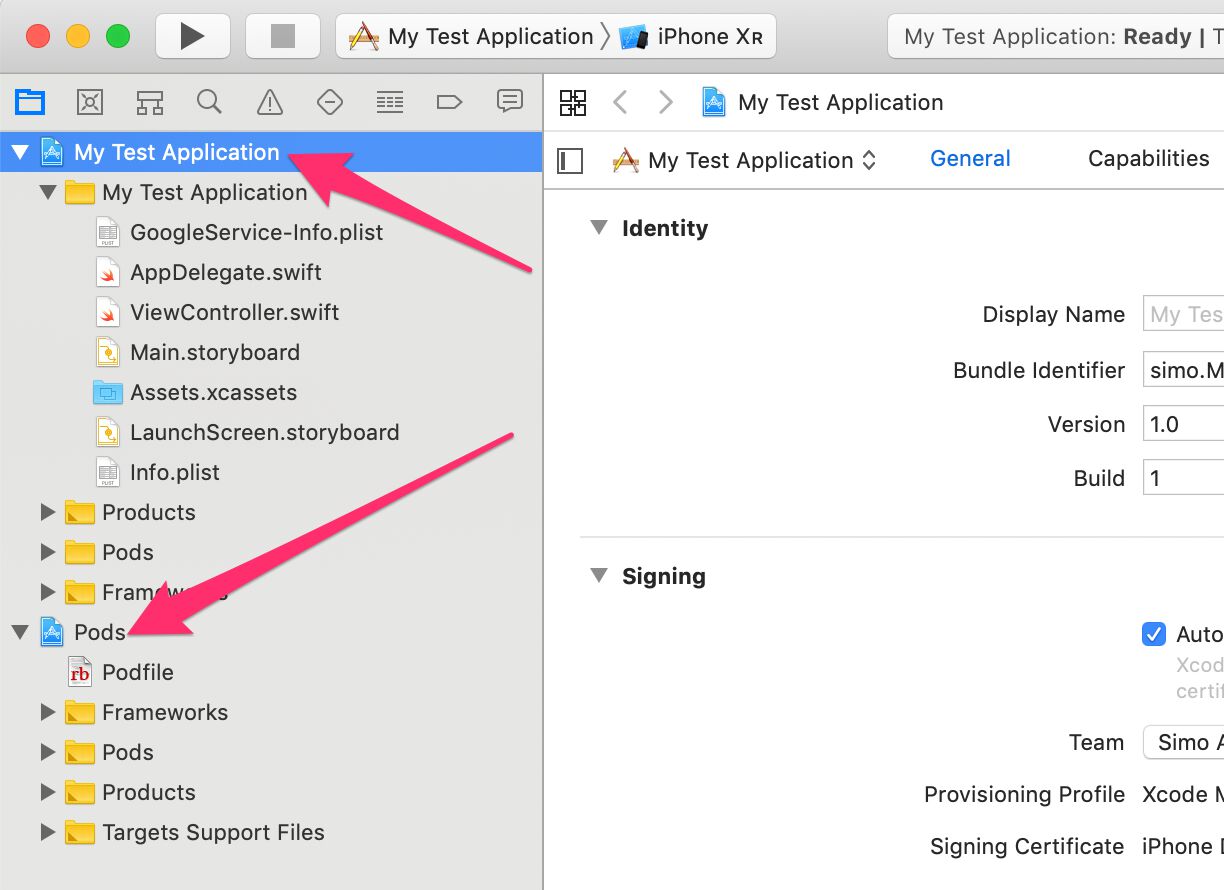 My Test Application iPhone XR
My Test Application: Ready | T
My Test Application
My Test Application
GoogleService-Info.plist
AppDelegate.swift
ViewController.swift
Main.storyboard
Assets.xcassets
LaunchScreen.storyboard
Info.plist
Products
Pods
Frameworks
Pods
rb Podfile
Frameworks
Pods
Products
Targets Support Files
My Test Application
My Test Application General Capabilities
Identity
Display Name My Tes
Bundle Identifier simo.M
Version 1.0
Build 1
Signing
Auto
Xcod
certif
Team Simo A
Provisioning Profile Xcode M
Signing Certificate iPhone D